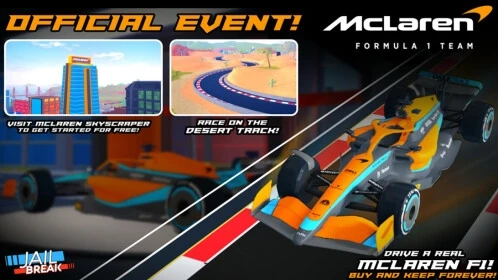 OFFICIAL EVENT!
McLaren
FORMULA 1 TEAM
VISIT MCLAREN SKYSCRAPER
TO GET STARTED FOR FREE!
RACE ON THE
DESERT TRACK!
JAIL
BREAK
DRIVE A REAL
MCLAREN F1!
BUY AND KEEP FOREVER!